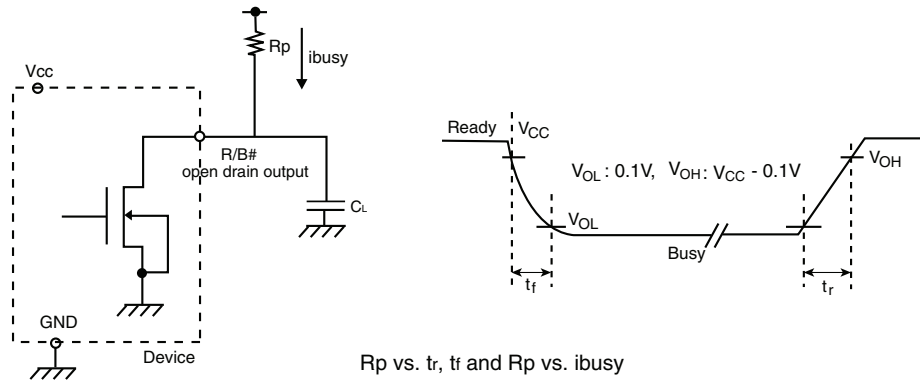 Rp
ibusy
Vcc
R/B#
open drain output
CL
GND
Device
Ready
VCC
VOL : 0.1V, VOH : VCC - 0.1V
VOH
VOL
Busy
tf
tr
Rp vs. tr, tf and Rp vs. ibusy